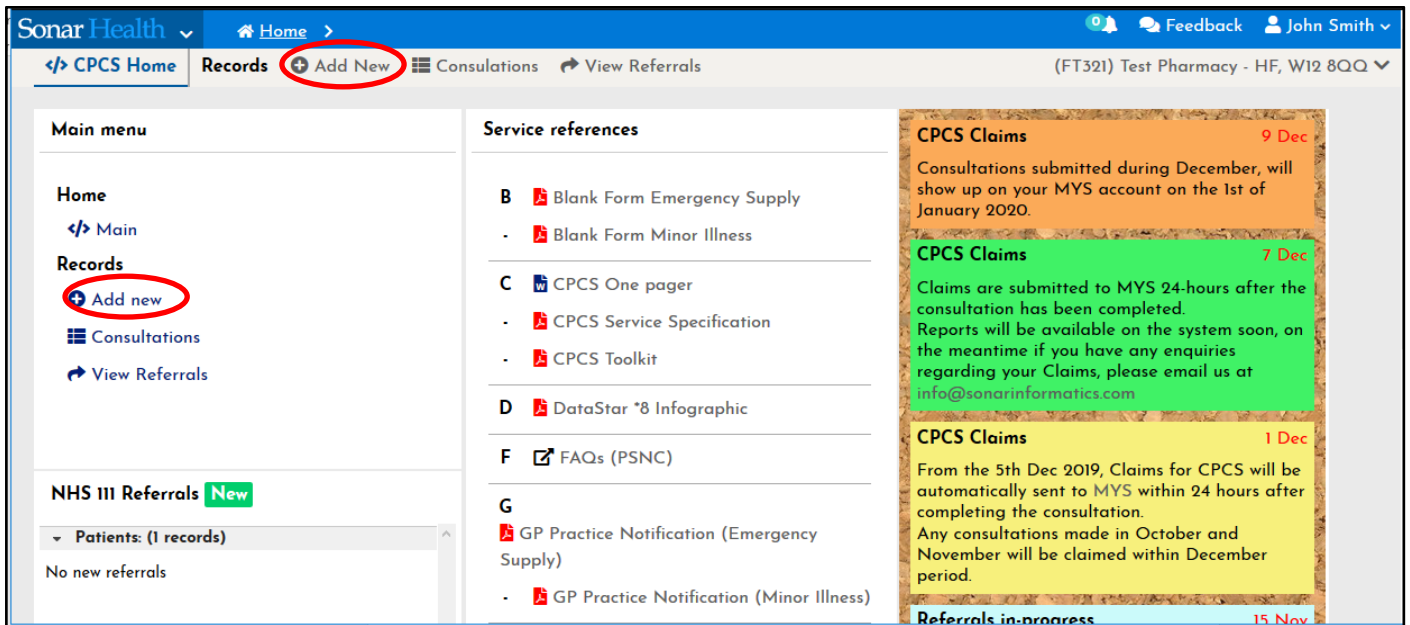 Sonar Health
Home
0
Feedback
John Smith
</> CPCS Home
Records
Add New
Consulations
View Referrals
(FT321) Test Pharmacy - HF, W12 8QQ
Main menu
Home
</> Main
Records
Add new
Consultations
View Referrals
NHS 111 Referrals New
Patients: (1 records)
No new referrals
Service references
B Blank Form Emergency Supply
- Blank Form Minor Illness
C CPCS One pager
- CPCS Service Specification
- CPCS Toolkit
D DataStar *8 Infographic
F FAQs (PSNC)
G
GP Practice Notification (Emergency
Supply)
- GP Practice Notification (Minor Illness)
CPCS Claims 9 Dec
Consultations submitted during December, will
show up on your MYS account on the 1st of
January 2020.
CPCS Claims 7 Dec
Claims are submitted to MYS 24-hours after the
consultation has been completed.
Reports will be available on the system soon, on
the meantime if you have any enquiries
regarding your Claims, please email us at
info@sonarinformatics.com
CPCS Claims 1 Dec
From the 5th Dec 2019, Claims for CPCS will be
automatically sent to MYS within 24 hours after
completing the consultation.
Any consultations made in October and
November will be claimed within December
period.
Referrals in-progress 15 Nov